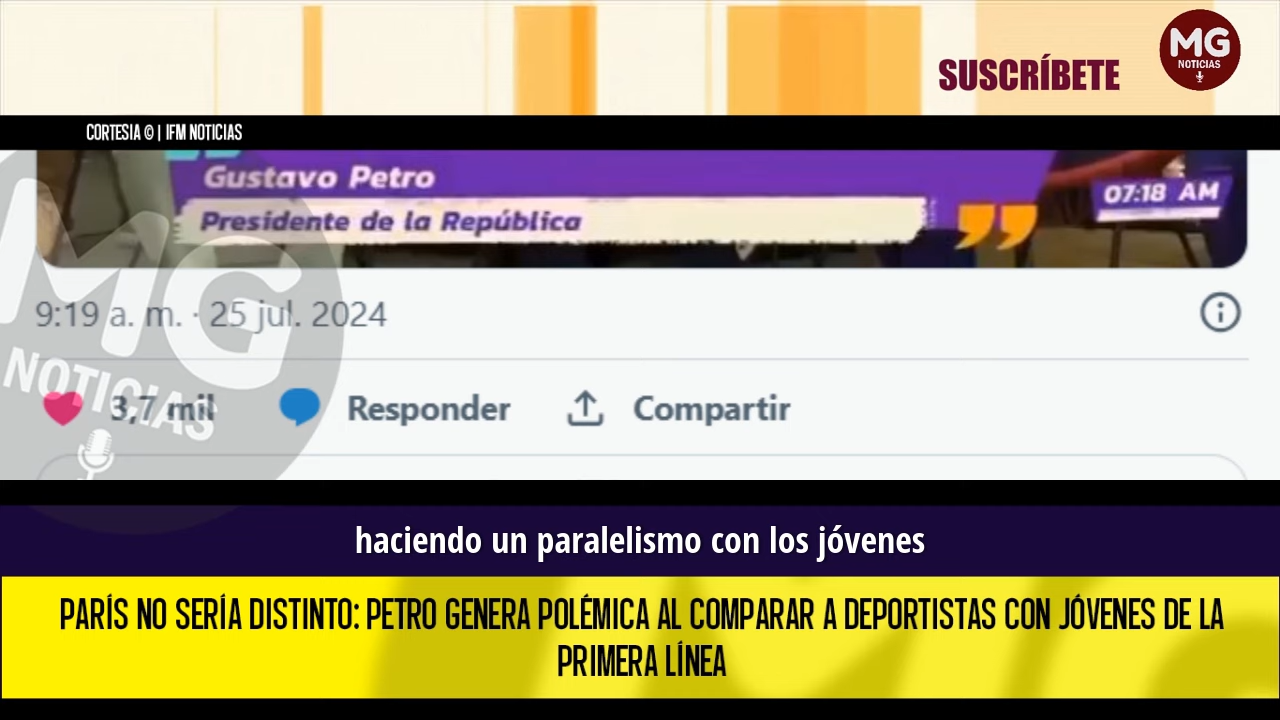 SUSCRÍBETE
MG
NOTICIAS
CORTESIA © | IFM NOTICIAS
Gustavo Petro
Presidente de la República
07:18 AM
9:19 a. m. · 25 jul. 2024
MG
NOTICIAS
3,7 mil
Responder
Compartir
haciendo un paralelismo con los jóvenes
PARÍS NO SERÍA DISTINTO: PETRO GENERA POLÉMICA AL COMPARAR A DEPORTISTAS CON JÓVENES DE LA
PRIMERA LÍNEA